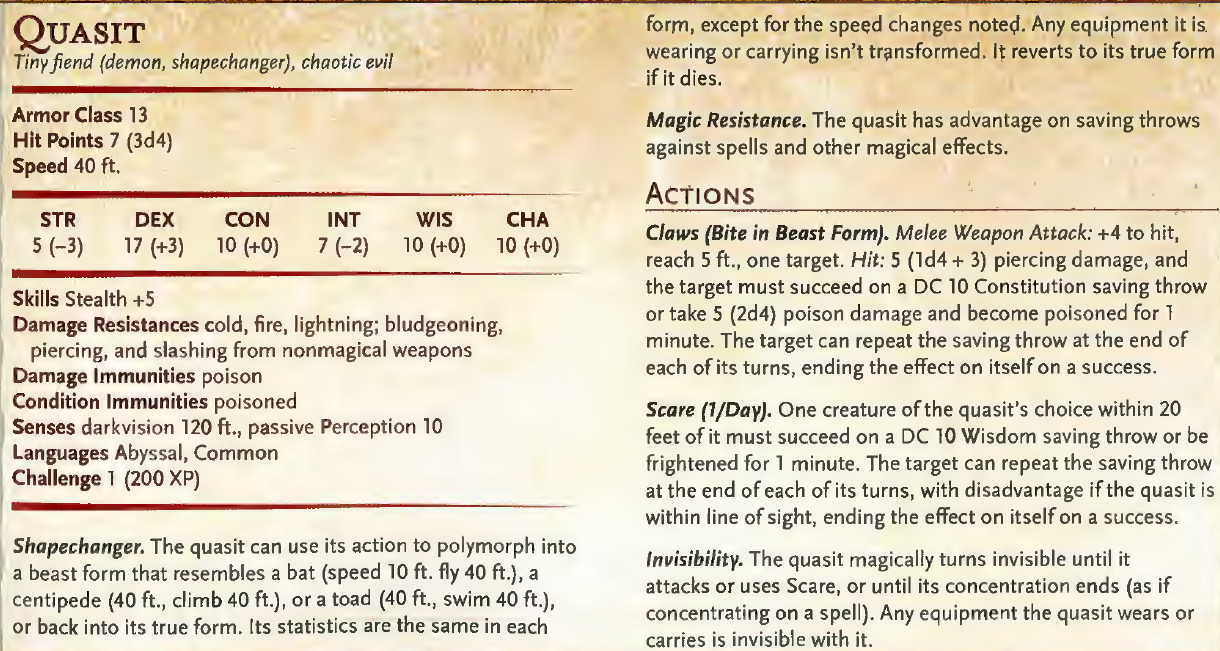 QUASIT
Tiny fiend (demon, shapechanger), chaotic evil
Armor Class 13
Hit Points 7 (3d4)
Speed 40 ft.
STR DEX CON INT WIS CHA
5 (−3) 17 (+3) 10 (+0) 7 (−2) 10 (+0) 10 (+0)
Skills Stealth +5
Damage Resistances cold, fire, lightning; bludgeoning,
piercing, and slashing from nonmagical weapons
Damage Immunities poison
Condition Immunities poisoned
Senses darkvision 120 ft., passive Perception 10
Languages Abyssal, Common
Challenge 1 (200 XP)
Shapechanger. The quasit can use its action to polymorph into
a beast form that resembles a bat (speed 10 ft. fly 40 ft.), a
centipede (40 ft., climb 40 ft.), or a toad (40 ft., swim 40 ft.),
or back into its true form. Its statistics are the same in each
form, except for the speed changes noted. Any equipment it is
wearing or carrying isn't transformed. It reverts to its true form
if it dies.
Magic Resistance. The quasit has advantage on saving throws
against spells and other magical effects.
ACTIONS
Claws (Bite in Beast Form). Melee Weapon Attack: +4 to hit,
reach 5 ft., one target. Hit: 5 (1d4 + 3) piercing damage, and
the target must succeed on a DC 10 Constitution saving throw
or take 5 (2d4) poison damage and become poisoned for 1
minute. The target can repeat the saving throw at the end of
each of its turns, ending the effect on itself on a success.
Scare (1/Day). One creature of the quasit's choice within 20
feet of it must succeed on a DC 10 Wisdom saving throw or be
frightened for 1 minute. The target can repeat the saving throw
at the end of each of its turns, with disadvantage if the quasit is
within line of sight, ending the effect on itself on a success.
Invisibility. The quasit magically turns invisible until it
attacks or uses Scare, or until its concentration ends (as if
concentrating on a spell). Any equipment the quasit wears or
carries is invisible with it.